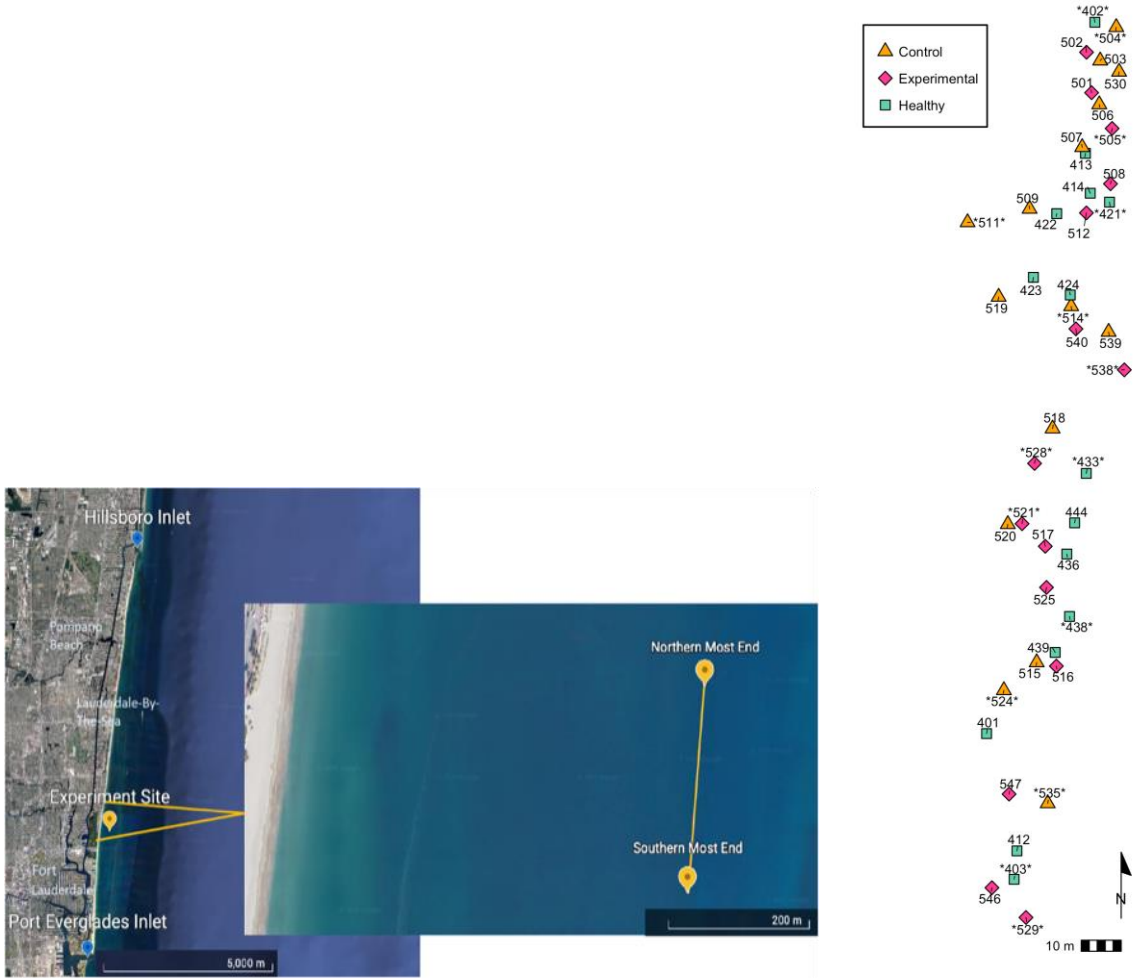 *402*
*504*
502
503
530
501
506
*505*
507
413
508
414
*421*
509
422
512
*511*
423
424
519
*514*
540
539
*538*
518
*528*
*433*
*521*
444
520
517
436
525
*438*
439
515
516
*524*
401
547
*535*
412
*403*
546
*529*
N
10 m
Control
Experimental
Healthy
Hillsboro Inlet
Pompano
Beach
Lauderdale-By-
The-Sea
Experiment Site
Fort
Lauderdale
Port Everglades Inlet
5,000 m
Northern Most End
Southern Most End
200 m